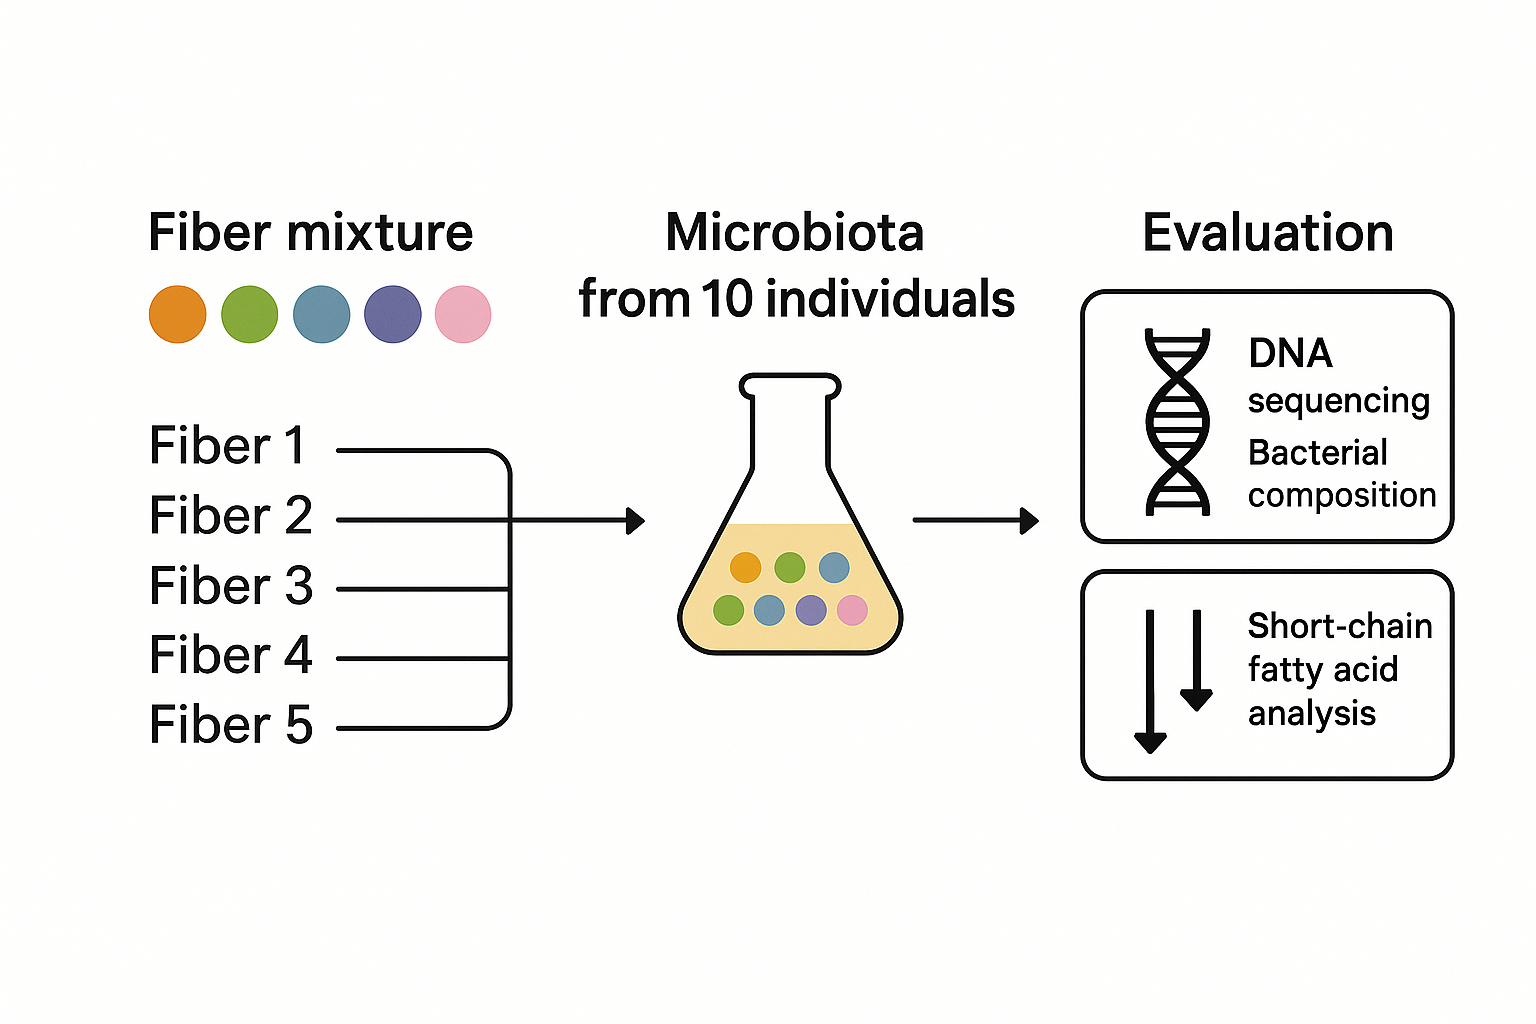 Fiber mixture
Fiber 1
Fiber 2
Fiber 3
Fiber 4
Fiber 5
Microbiota
from 10 individuals
Evaluation
DNA
sequencing
Bacterial
composition
Short-chain
fatty acid
analysis